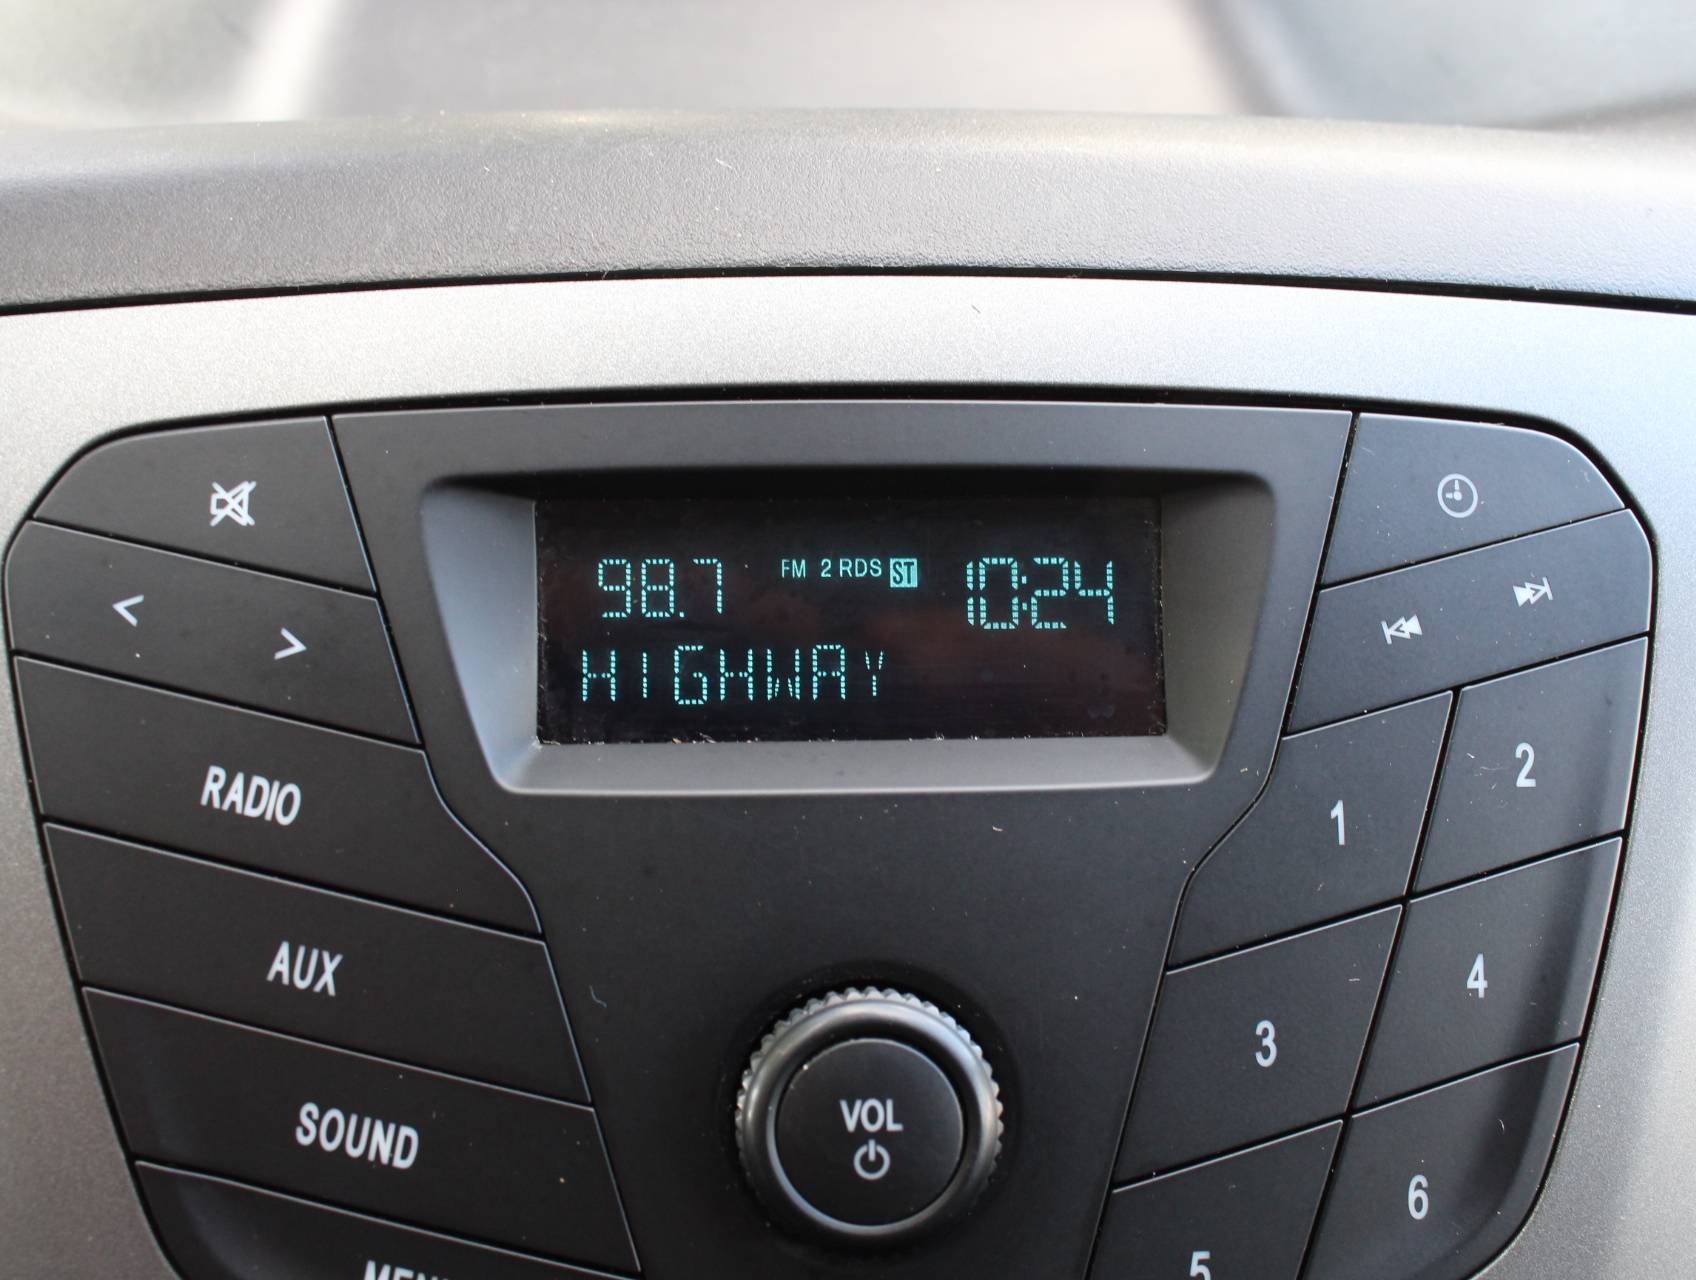 98.7 FM 2 RDS ST 10:24
HIGHWAY
RADIO
AUX
SOUND
VOL
1
2
3
4
5
6